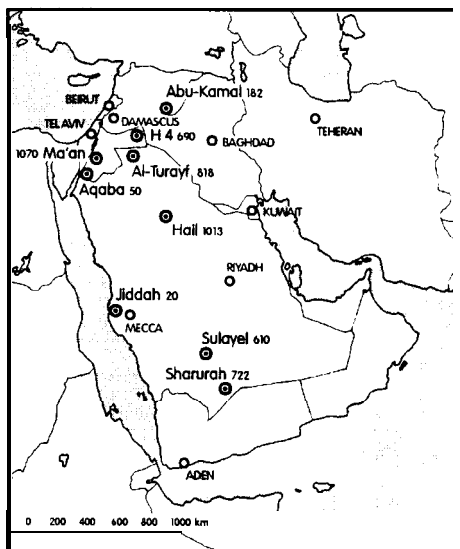 Abu-Kamal 182
BEIRUT
DAMASCUS
TEL AVIV
H 4 690
TEHERAN
BAGHDAD
1070 Ma'an
Al-Turayf 818
Aqaba 50
KUWAIT
Hail 1013
RIYADH
Jiddah 20
MECCA
Sulayel 610
Sharurah 722
ADEN
0 200 400 600 800 1000 km